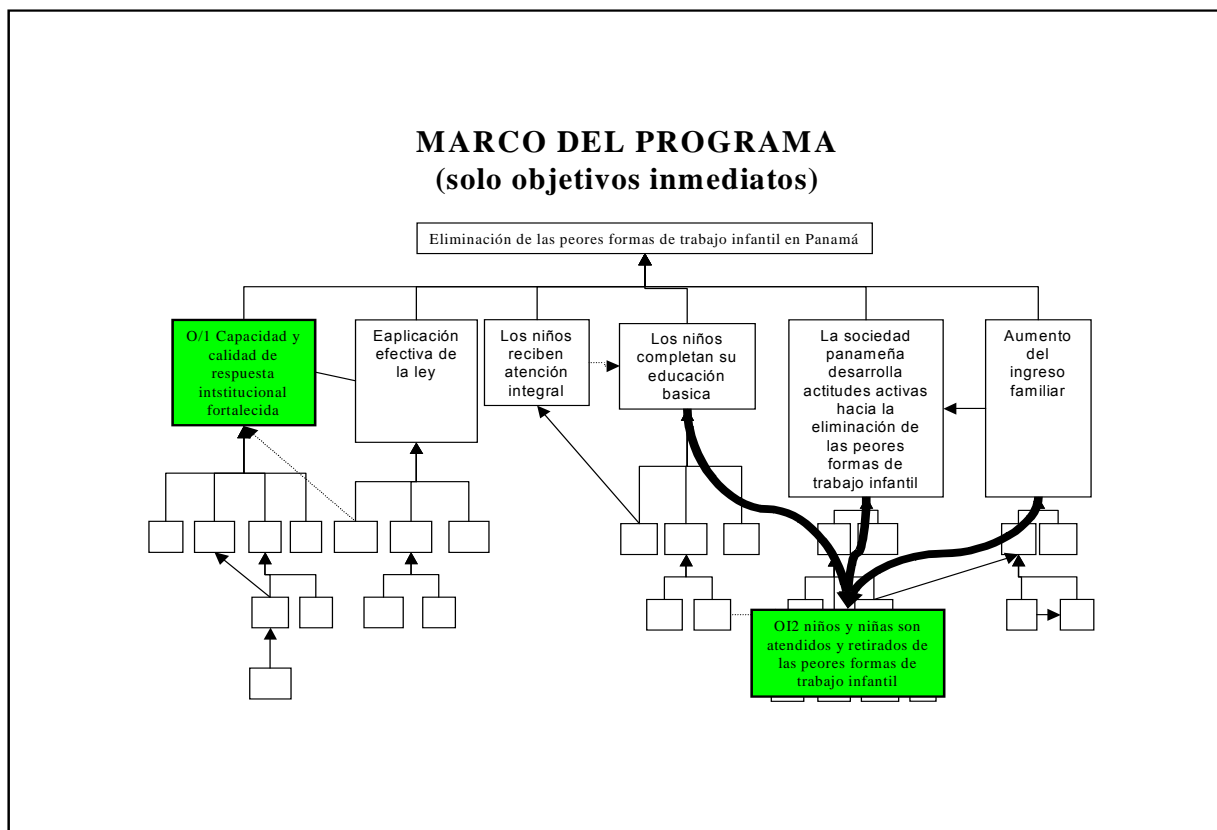 MARCO DEL PROGRAMA
(solo objetivos inmediatos)
Eliminación de las peores formas de trabajo infantil en Panamá
O/1 Capacidad y
calidad de
respuesta
intstitucional
fortalecida
Eaplicación
efectiva de
la ley
Los niños
reciben
atención
integral
Los niños
completan su
educación
basica
La sociedad
panameña
desarrolla
actitudes activas
hacia la
eliminación de
las peores
formas de
trabajo infantil
Aumento
del
ingreso
familiar
OI2 niños y niñas son
atendidos y retirados de
las peores formas de
trabajo infantil